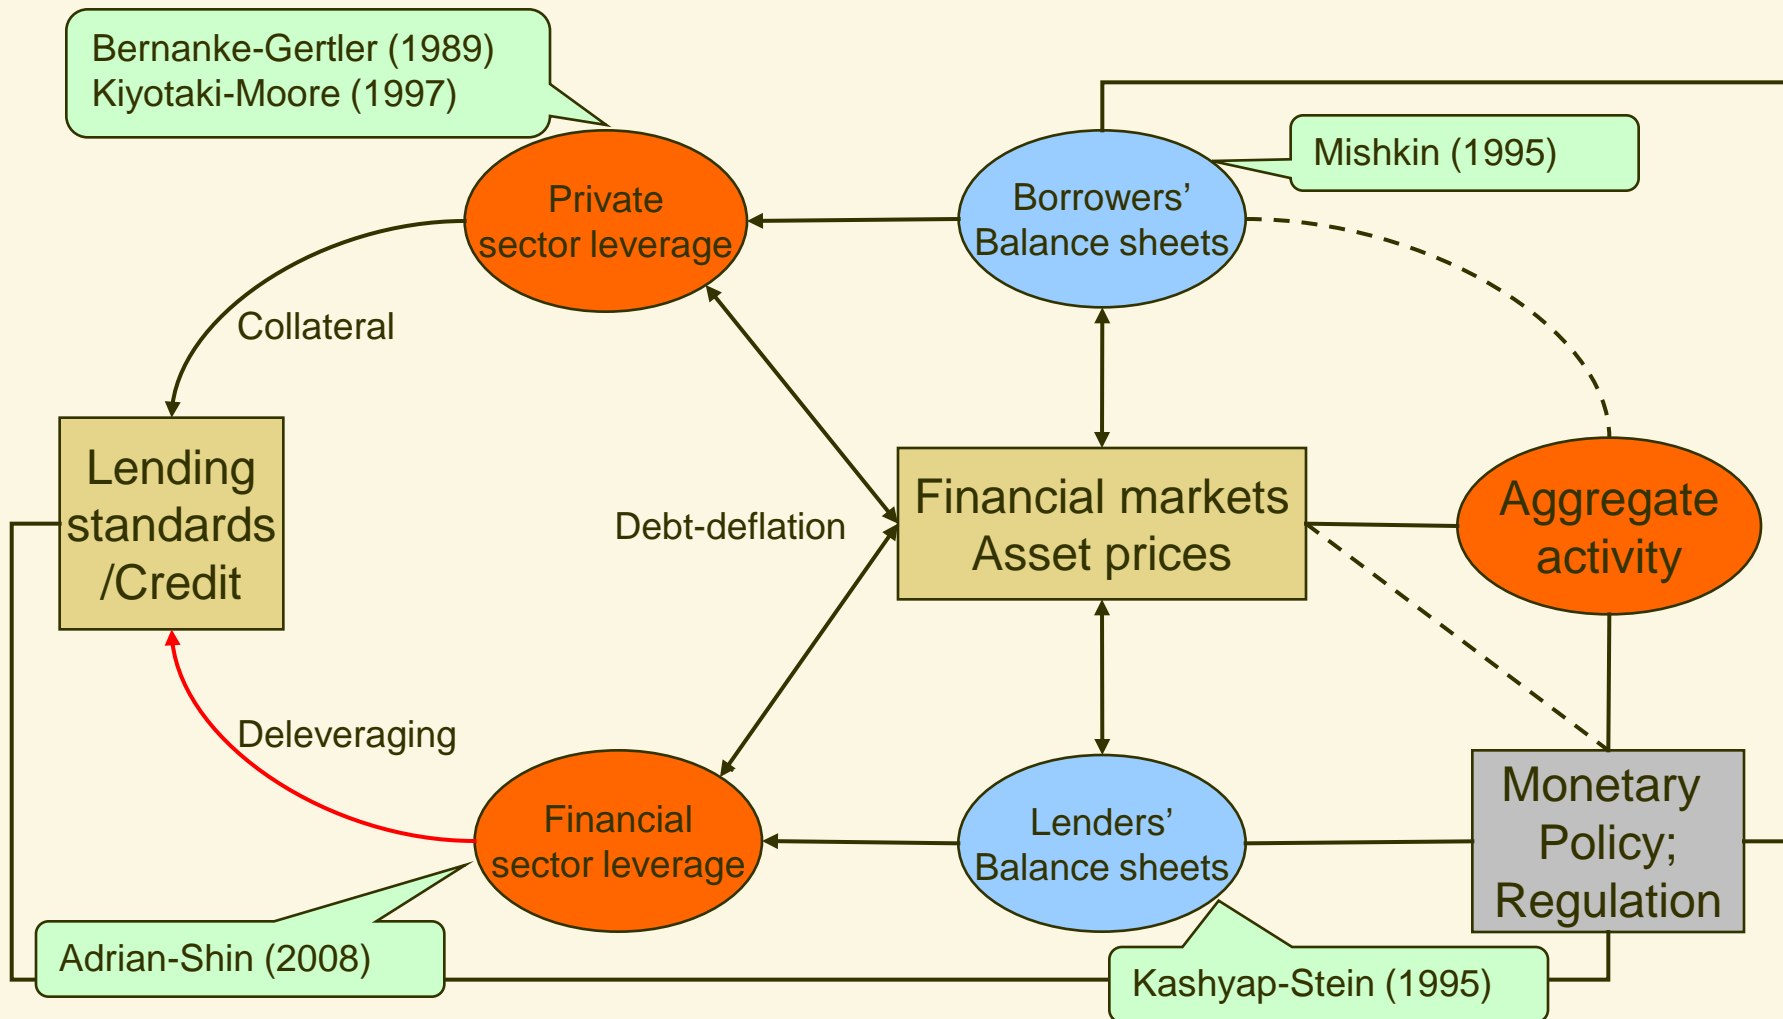 Bernanke-Gertler (1989)
Kiyotaki-Moore (1997)
Mishkin (1995)
Private
sector leverage
Borrowers’
Balance sheets
Collateral
Lending
standards
/Credit
Debt-deflation
Financial markets
Asset prices
Aggregate
activity
Deleveraging
Financial
sector leverage
Lenders’
Balance sheets
Monetary
Policy;
Regulation
Adrian-Shin (2008)
Kashyap-Stein (1995)